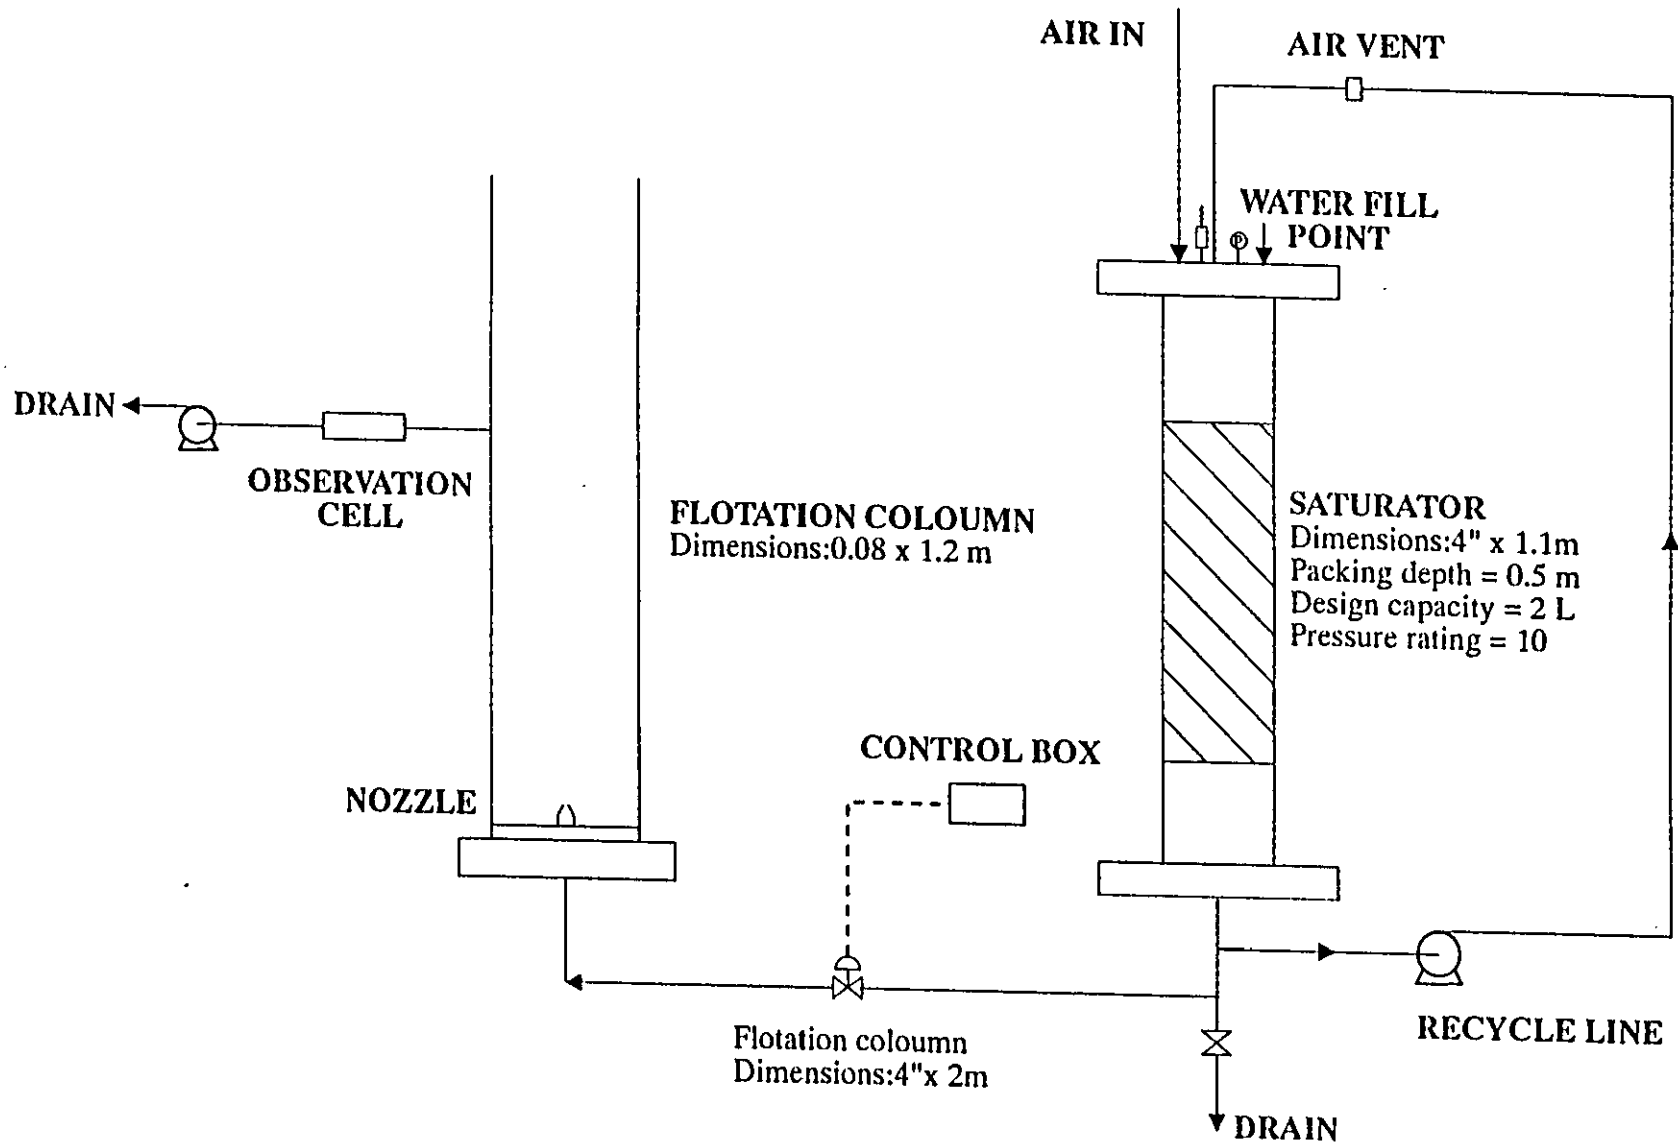 AIR IN
AIR VENT
WATER FILL
POINT
P
DRAIN
OBSERVATION
CELL
FLOTATION COLOUMN
Dimensions:0.08 x 1.2 m
SATURATOR
Dimensions:4" x 1.1m
Packing depth = 0.5 m
Design capacity = 2 L
Pressure rating = 10
CONTROL BOX
NOZZLE
Flotation coloumn
Dimensions:4"x 2m
RECYCLE LINE
DRAIN